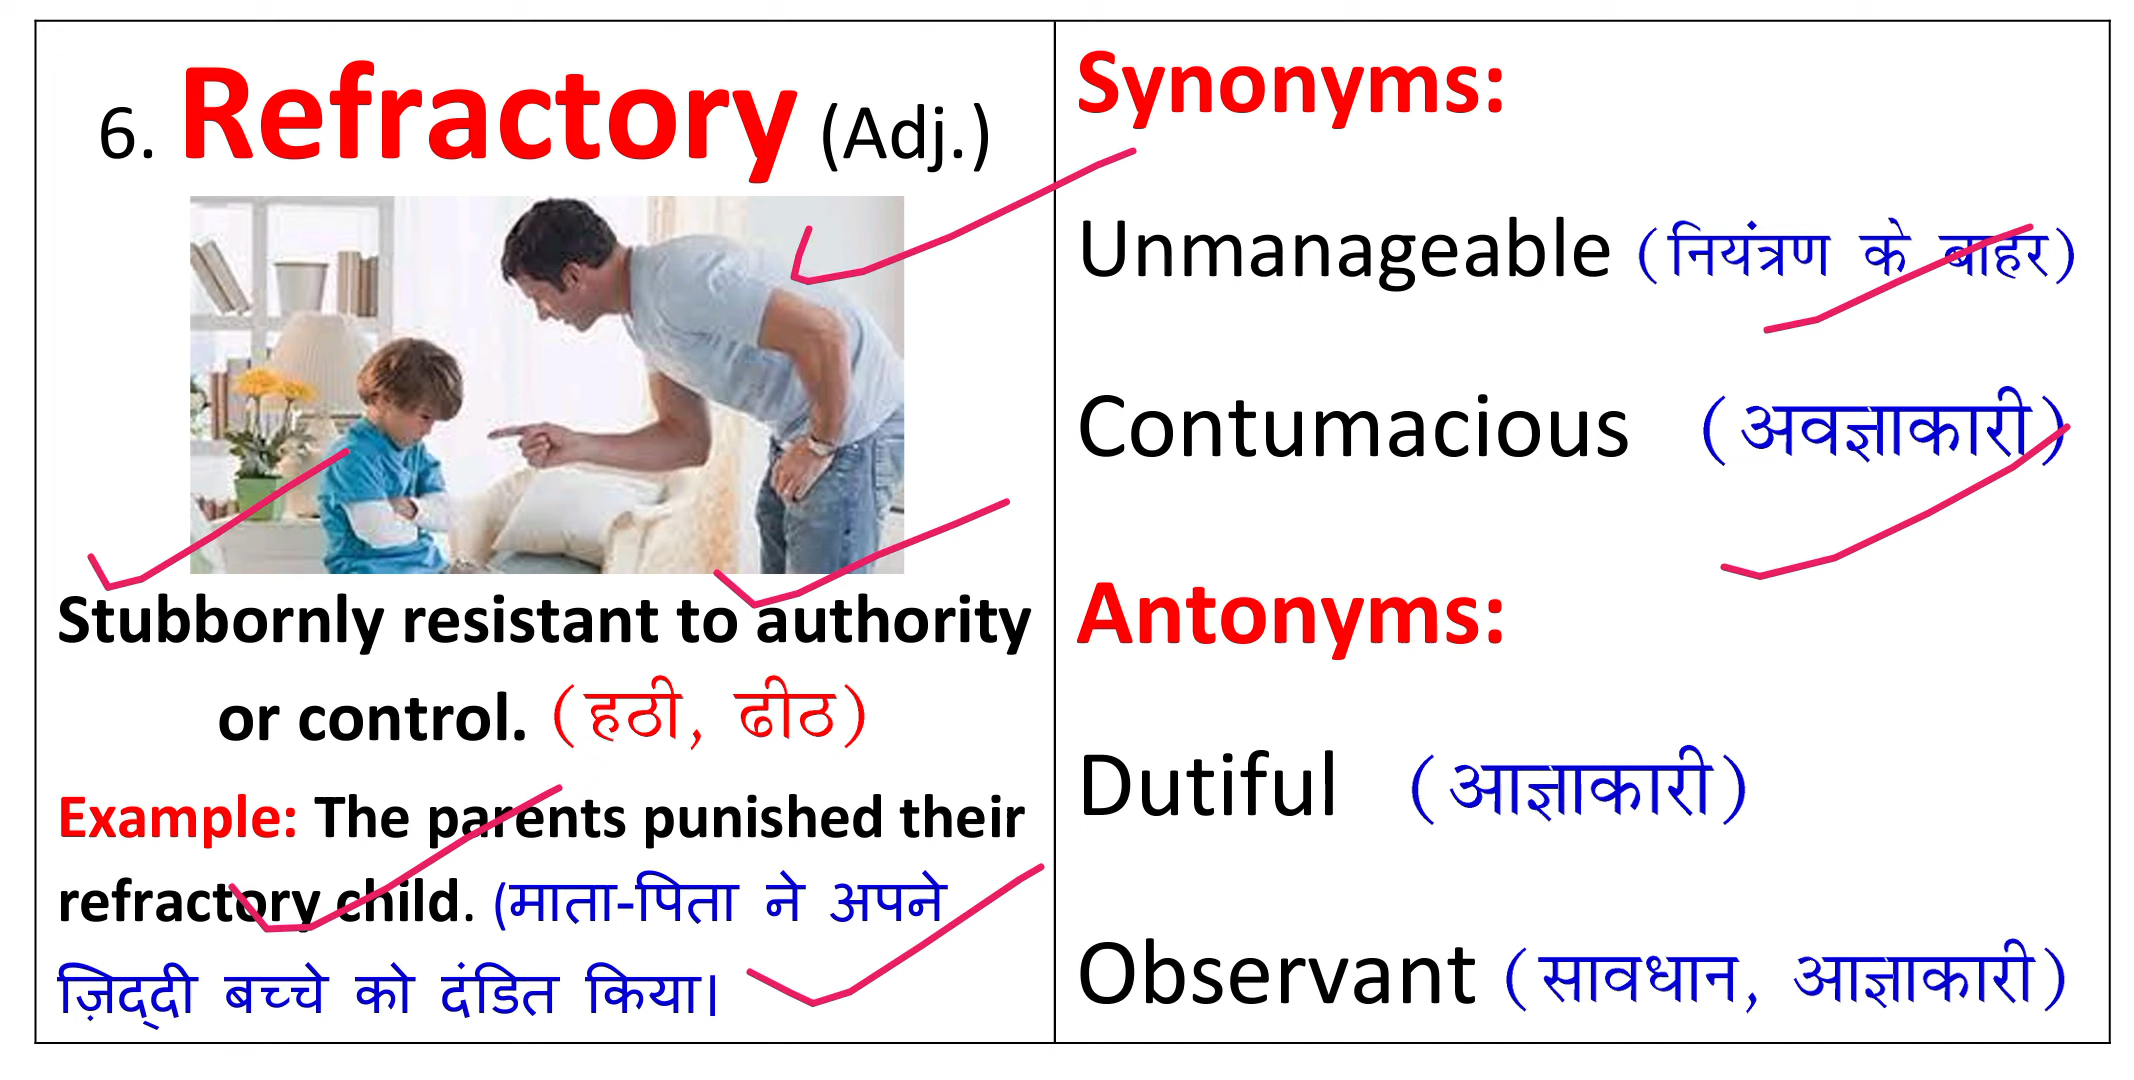 6. Refractory (Adj.)
Stubbornly resistant to authority
or control. (हठी, ढीठ)
Example: The parents punished their
refractory child. (माता-पिता ने अपने
ज़िद्दी बच्चे को दंडित किया।
Synonyms:
Unmanageable (नियंत्रण के बाहर)
Contumacious (अवज्ञाकारी)
Antonyms:
Dutiful (आज्ञाकारी)
Observant (सावधान, आज्ञाकारी)